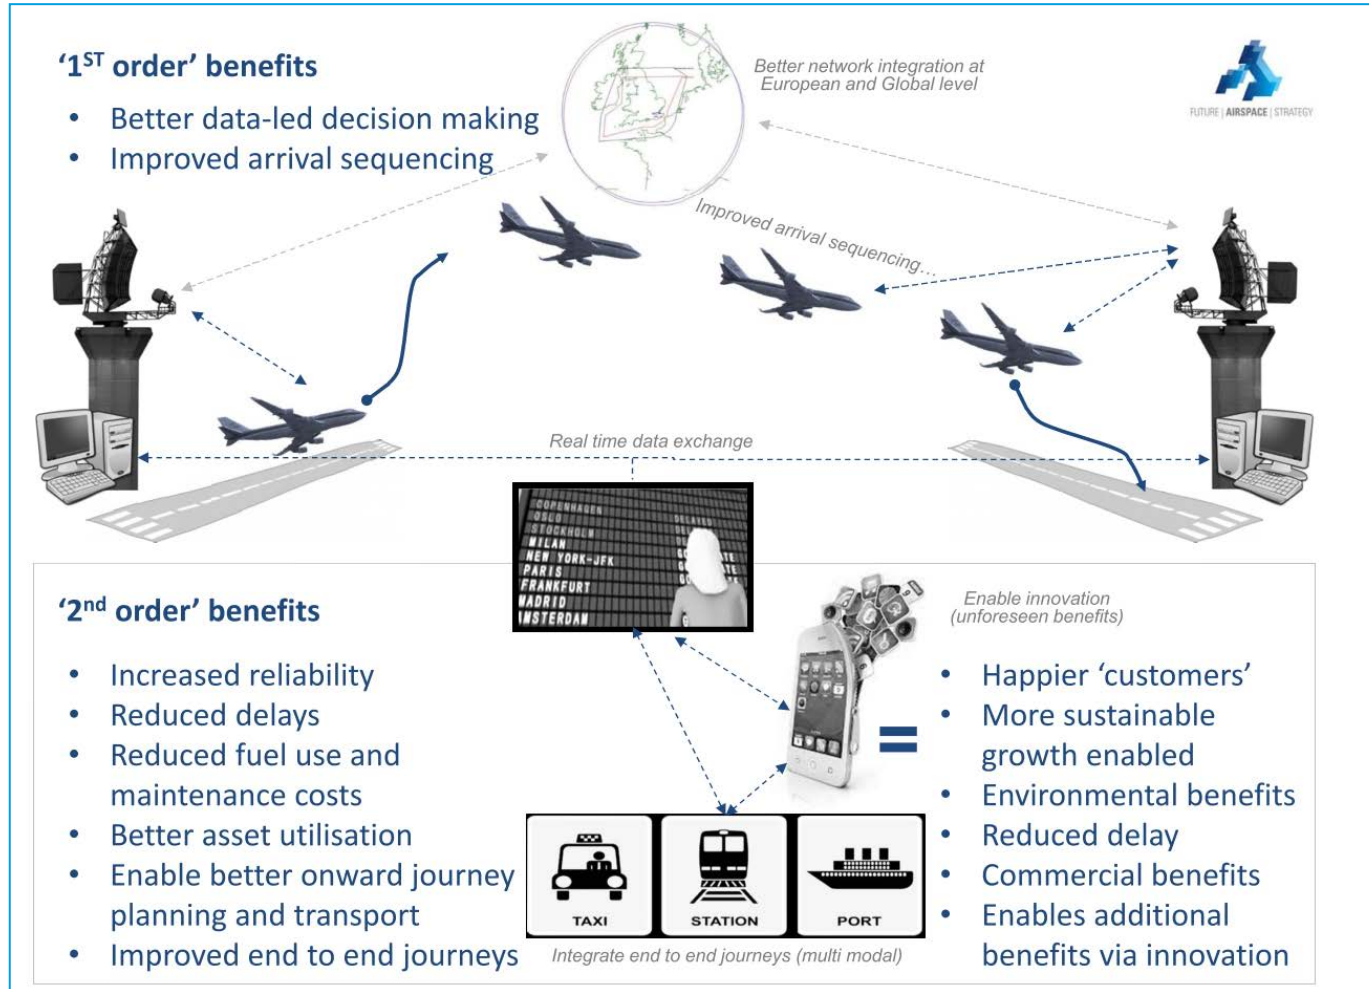 ‘1ST order’ benefits
• Better data-led decision making
• Improved arrival sequencing
Better network integration at
European and Global level
FUTURE | AIRSPACE | STRATEGY
Improved arrival sequencing...
Real time data exchange
COPENHAGEN
OSLO
STOCKHOLM
MILAN
NEW YORK-JFK
PARIS
FRANKFURT
MADRID
AMSTERDAM
‘2nd order’ benefits
• Increased reliability
• Reduced delays
• Reduced fuel use and
maintenance costs
• Better asset utilisation
• Enable better onward journey
planning and transport
• Improved end to end journeys
Enable innovation
(unforeseen benefits)
=
• Happier ‘customers’
• More sustainable
growth enabled
• Environmental benefits
• Reduced delay
• Commercial benefits
• Enables additional
benefits via innovation
TAXI
STATION
PORT
Integrate end to end journeys (multi modal)